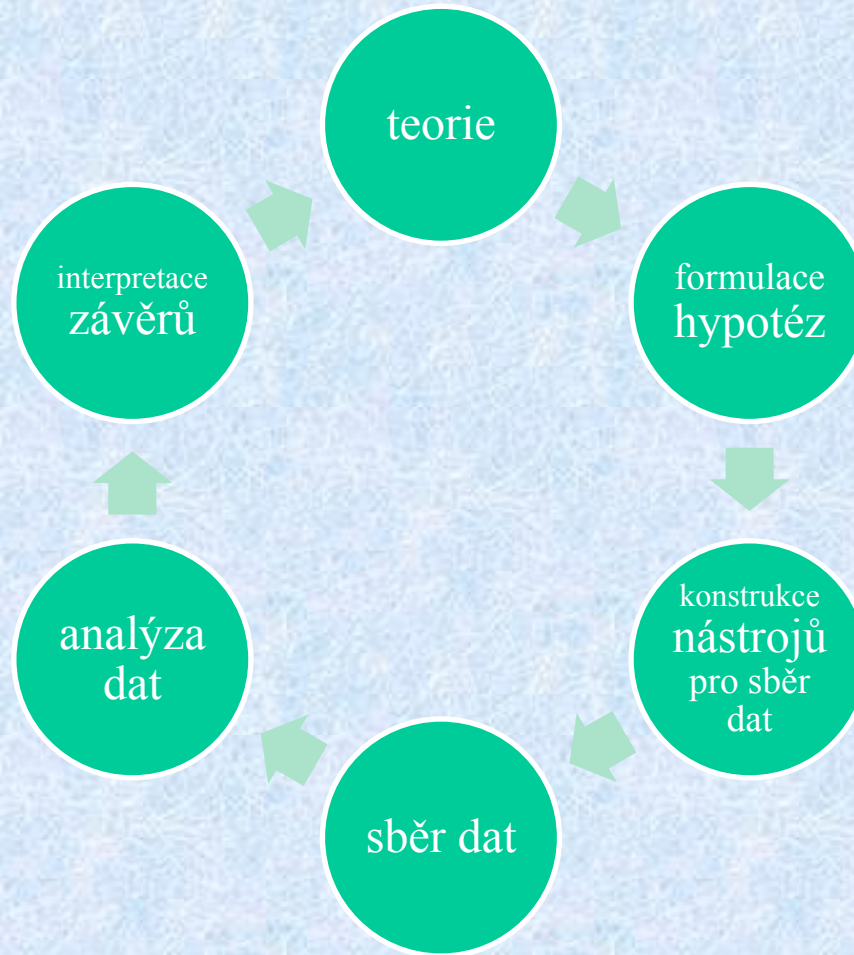 teorie
formulace
hypotéz
konstrukce
nástrojů
pro sběr
dat
sběr dat
analýza
dat
interpretace
závěrů